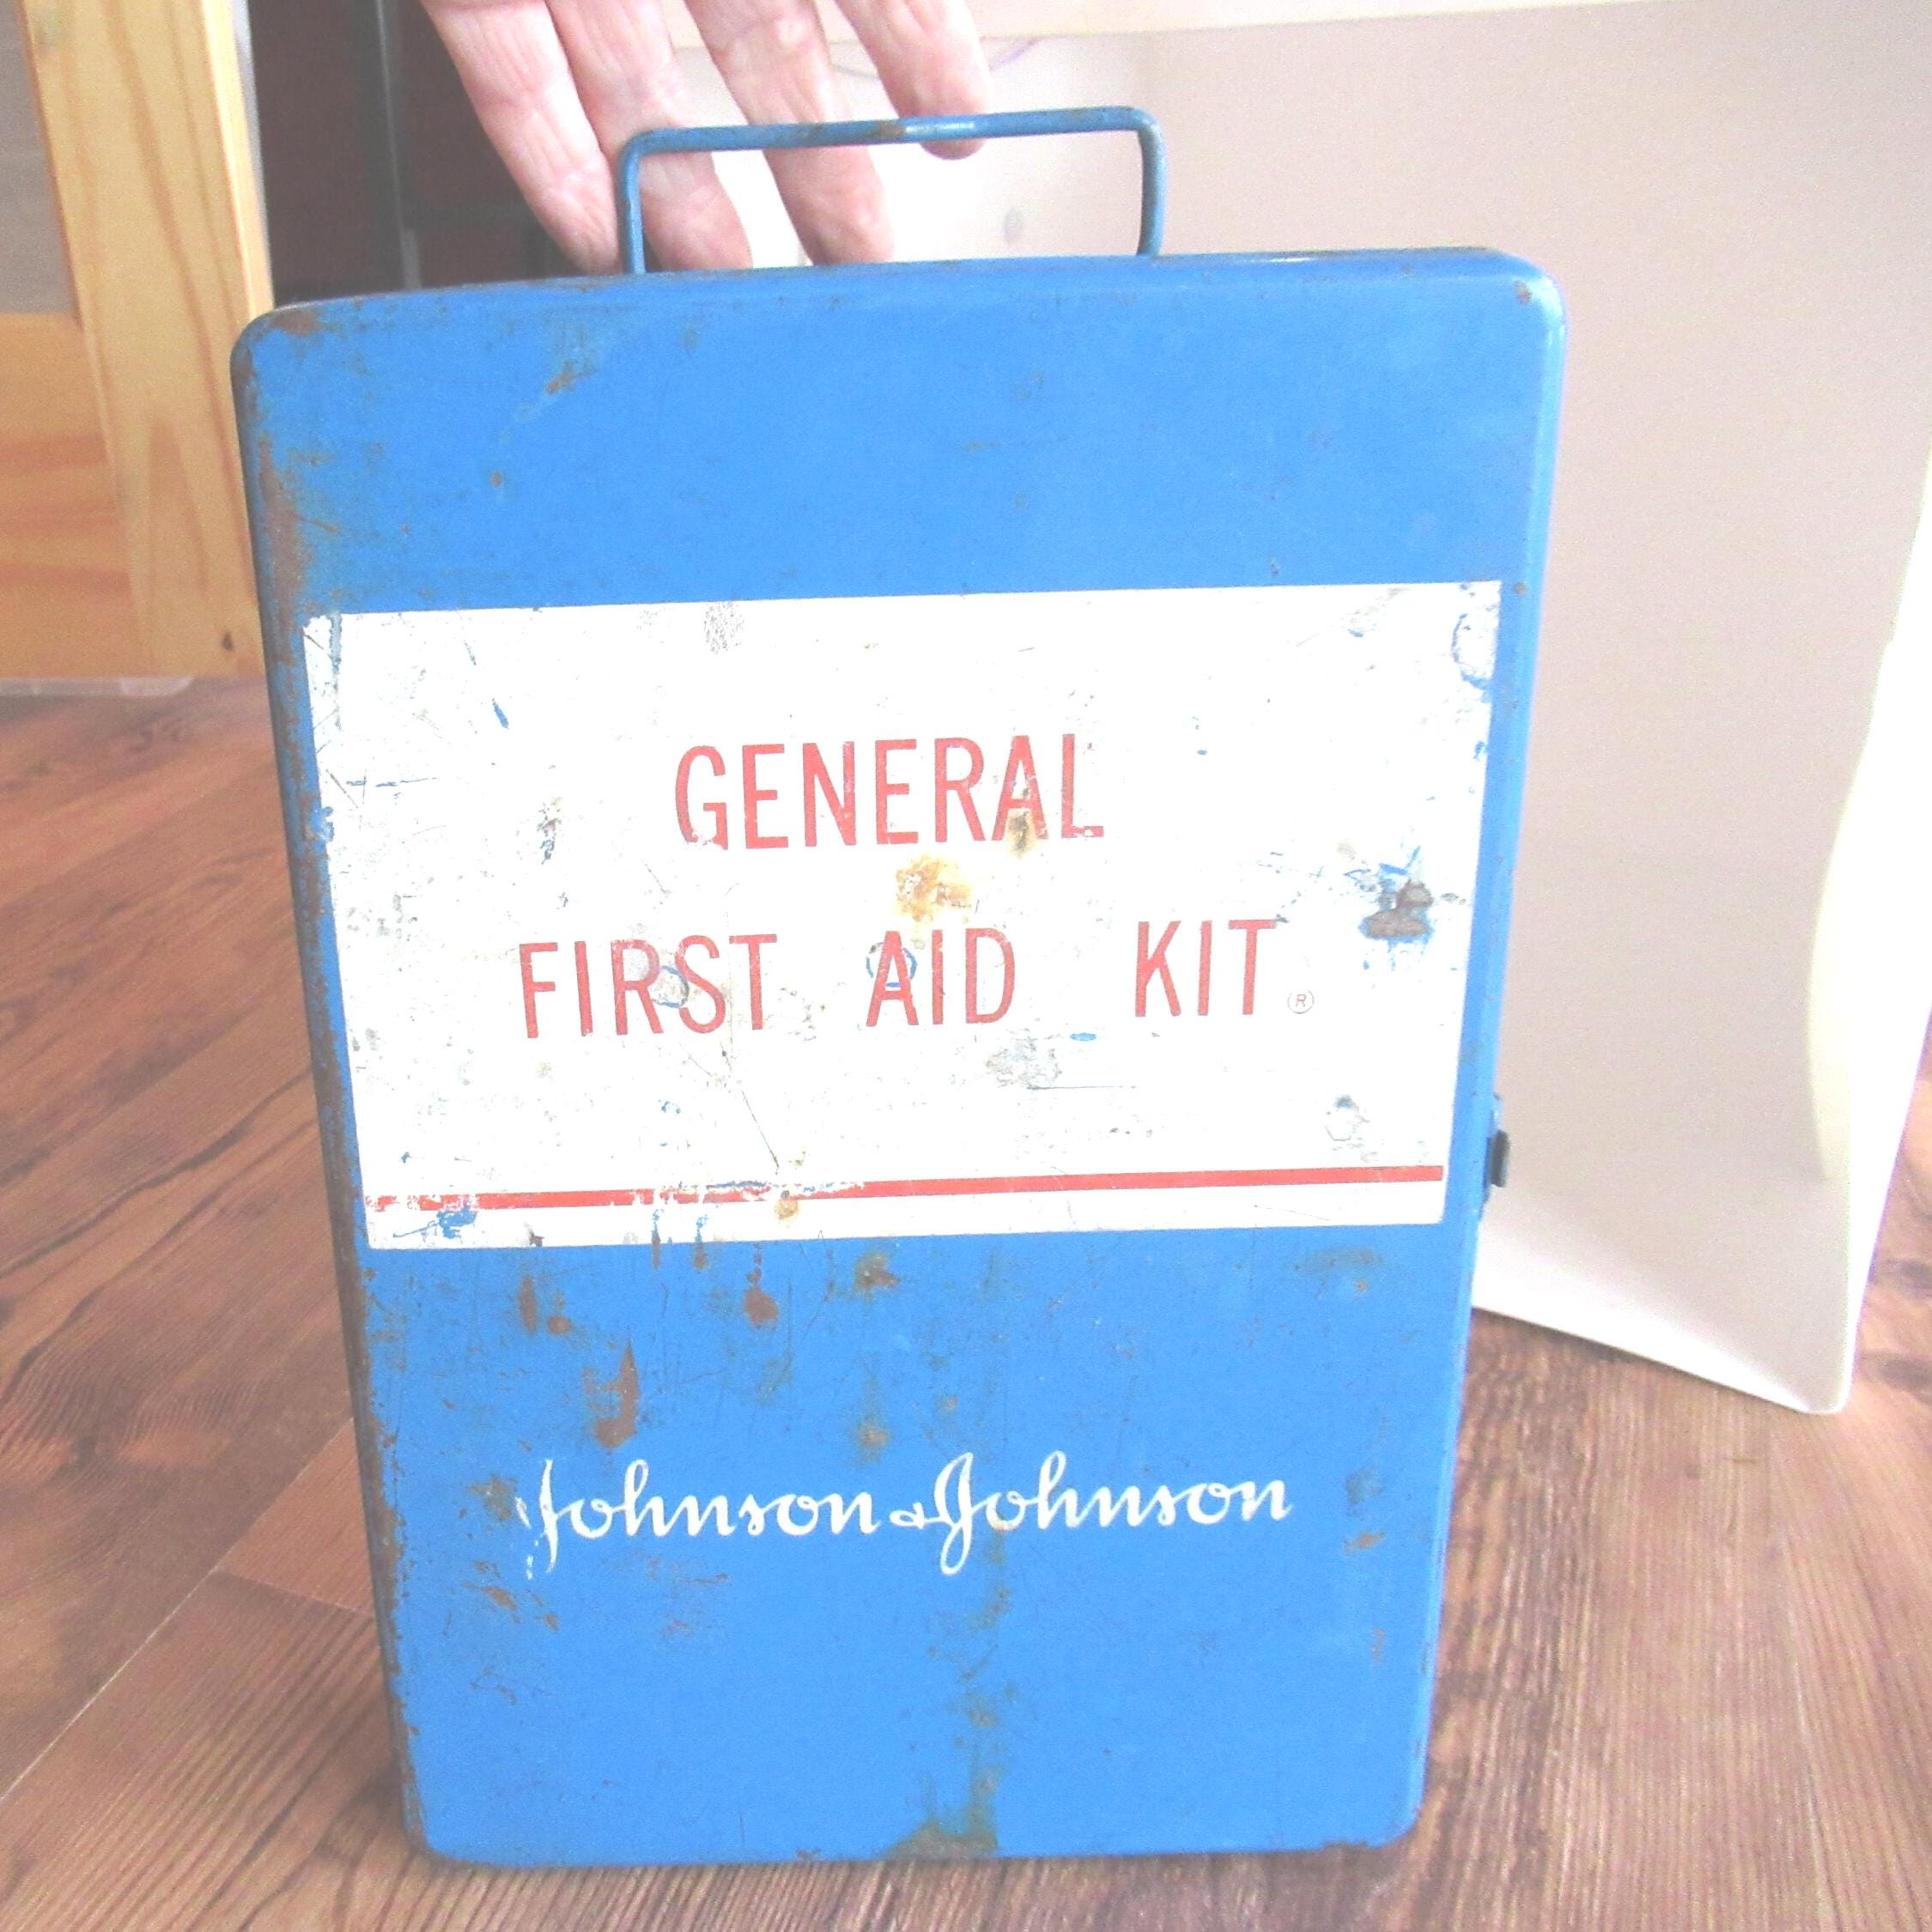 GENERAL
FIRST AID KIT®
Johnson & Johnson